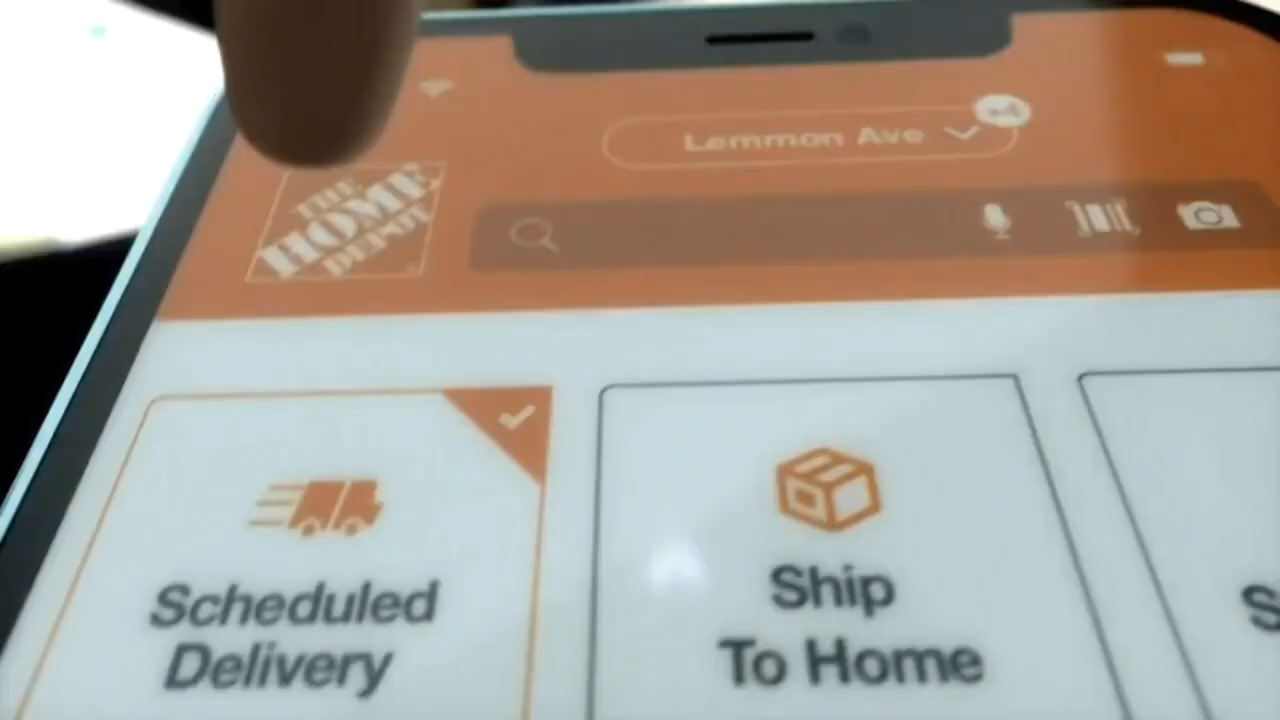 Lemmon Ave
THE
HOME
DEPOT
Scheduled
Delivery
Ship
To Home
S